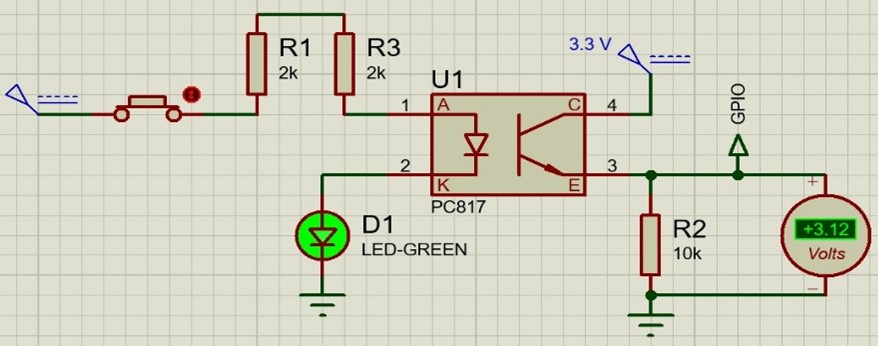 R1
2k
R3
2k
3.3 V
U1
1
A
C
4
GPIO
2
K
E
3
PC817
D1
LED-GREEN
R2
10k
+
+3.12
Volts